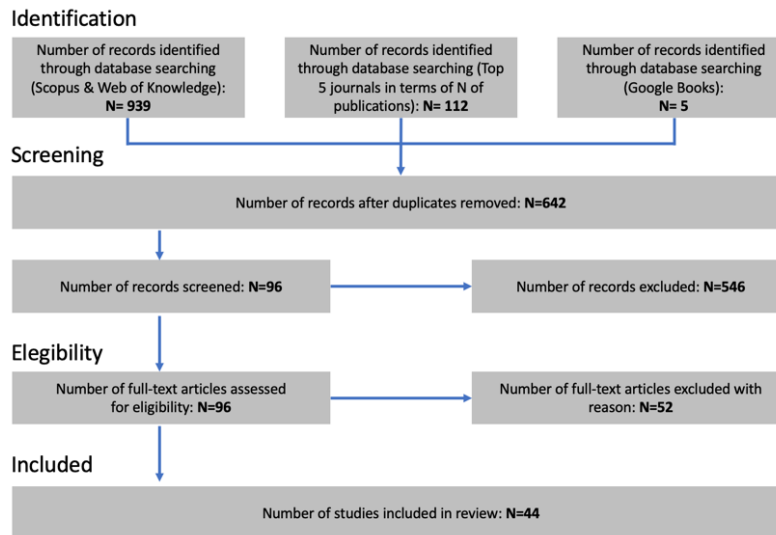 Identification
Number of records identified
through database searching
(Scopus & Web of Knowledge):
N= 939
Number of records identified
through database searching (Top
5 journals in terms of N of
publications): N= 112
Number of records identified
through database searching
(Google Books):
N= 5
Screening
Number of records after duplicates removed: N=642
Number of records screened: N=96
Number of records excluded: N=546
Elegibility
Number of full-text articles assessed
for eligibility: N=96
Number of full-text articles excluded with
reason: N=52
Included
Number of studies included in review: N=44